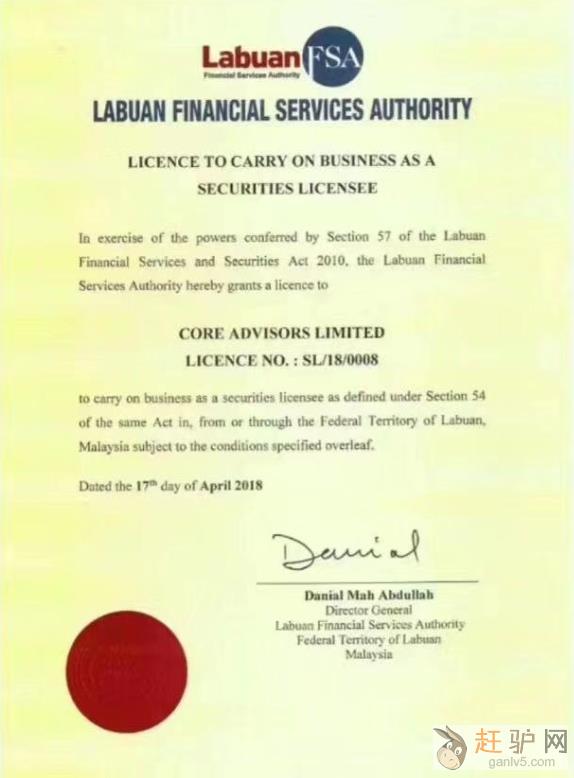 Labuan FSA
Financial Services Authority
LABUAN FINANCIAL SERVICES AUTHORITY
LICENCE TO CARRY ON BUSINESS AS A
SECURITIES LICENSEE
In exercise of the powers conferred by Section 57 of the Labuan
Financial Services and Securities Act 2010, the Labuan Financial
Services Authority hereby grants a licence to
CORE ADVISORS LIMITED
LICENCE NO. : SL/18/0008
to carry on business as a securities licensee as defined under Section 54
of the same Act in, from or through the Federal Territory of Labuan,
Malaysia subject to the conditions specified overleaf.
Dated the 17th day of April 2018
Danial
Danial Mah Abdullah
Director General
Labuan Financial Services Authority
Federal Territory of Labuan
Malaysia
赶驴网
ganlv5.com